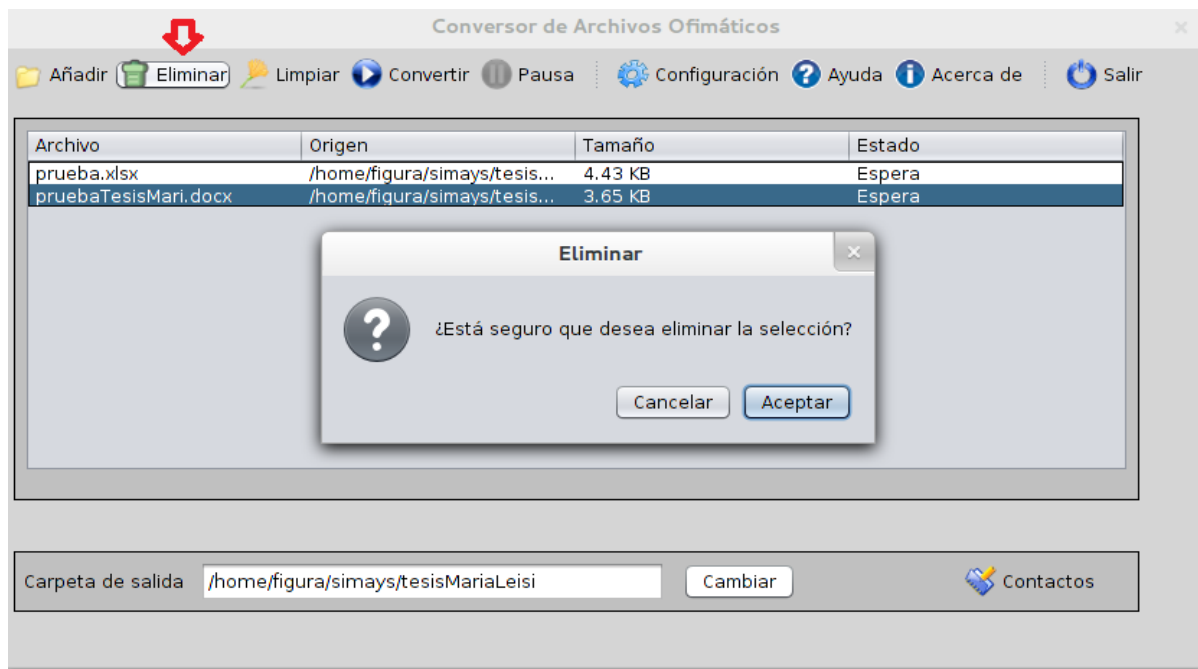 Conversor de Archivos Ofimáticos
Añadir Eliminar Limpiar Convertir Pausa Configuración Ayuda Acerca de Salir
Archivo Origen Tamaño Estado
prueba.xlsx /home/figura/simays/tesis... 4.43 KB Espera
pruebaTesisMari.docx /home/figura/simays/tesis... 3.65 KB Espera
Eliminar
¿Está seguro que desea eliminar la selección?
Cancelar Aceptar
Carpeta de salida /home/figura/simays/tesisMariaLeisi Cambiar Contactos